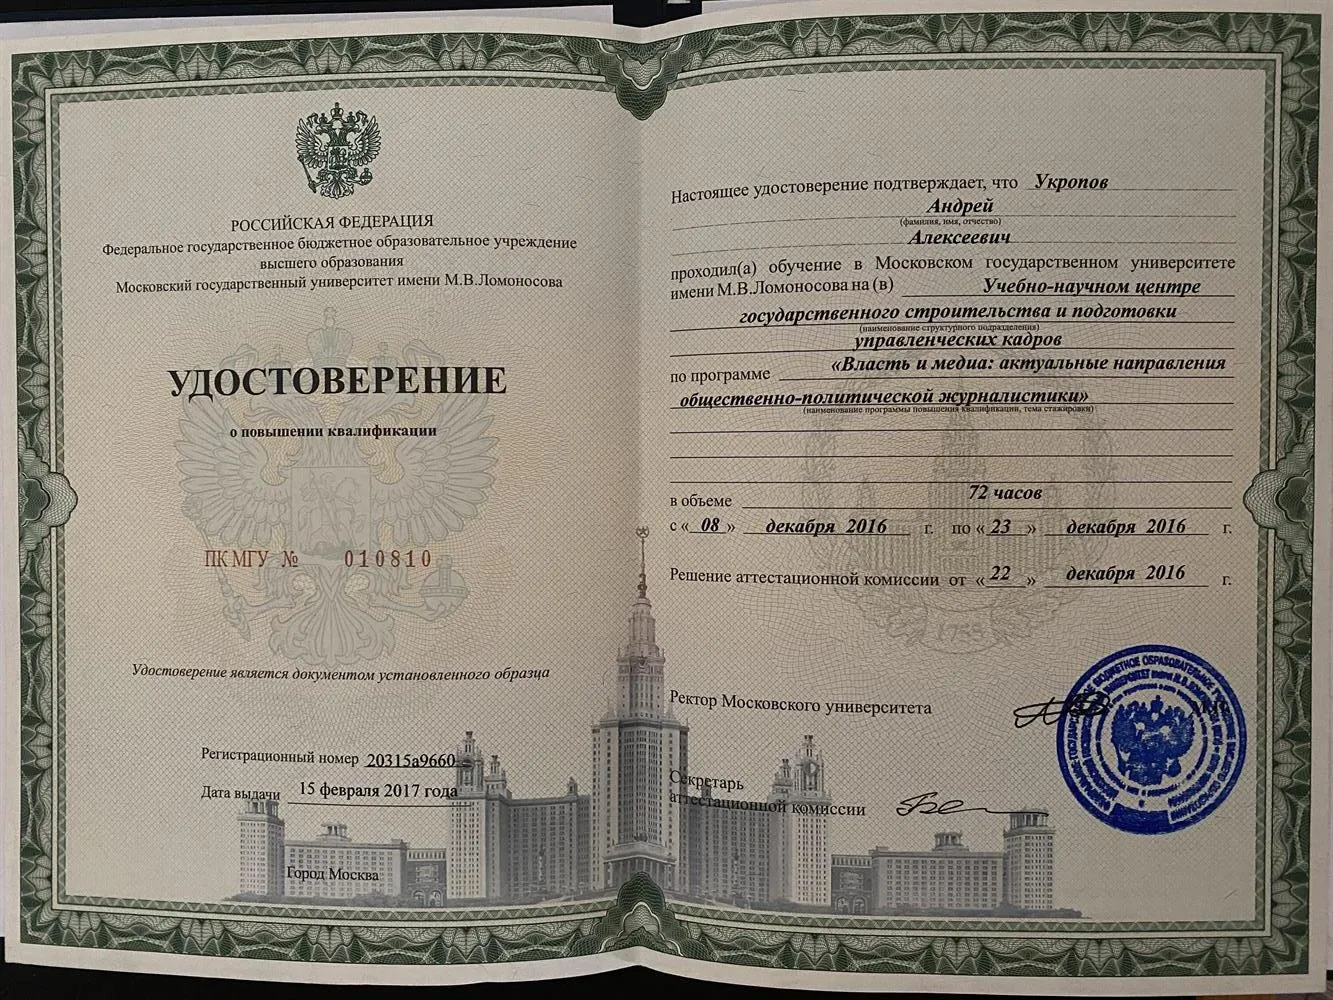 РОССИЙСКАЯ ФЕДЕРАЦИЯ
Федеральное государственное бюджетное образовательное учреждение
высшего образования
Московский государственный университет имени М.В.Ломоносова
УДОСТОВЕРЕНИЕ
о повышении квалификации
ПК МГУ № 010810
Удостоверение является документом установленного образца
Регистрационный номер 20315а9660
Дата выдачи 15 февраля 2017 года
Город Москва
Настоящее удостоверение подтверждает, что Укропов
Андрей
(фамилия, имя, отчество)
Алексеевич
проходил(а) обучение в Московском государственном университете
имени М.В.Ломоносова на (в) Учебно-научном центре
государственного строительства и подготовки
(наименование структурного подразделения)
управленческих кадров
по программе «Власть и медиа: актуальные направления
общественно-политической журналистики»
(наименование программы повышения квалификации, тема стажировки)
в объеме 72 часов
с « 08 » декабря 2016 г. по « 23 » декабря 2016 г.
Решение аттестационной комиссии от « 22 » декабря 2016 г.
1755
Ректор Московского университета
Секретарь
аттестационной комиссии